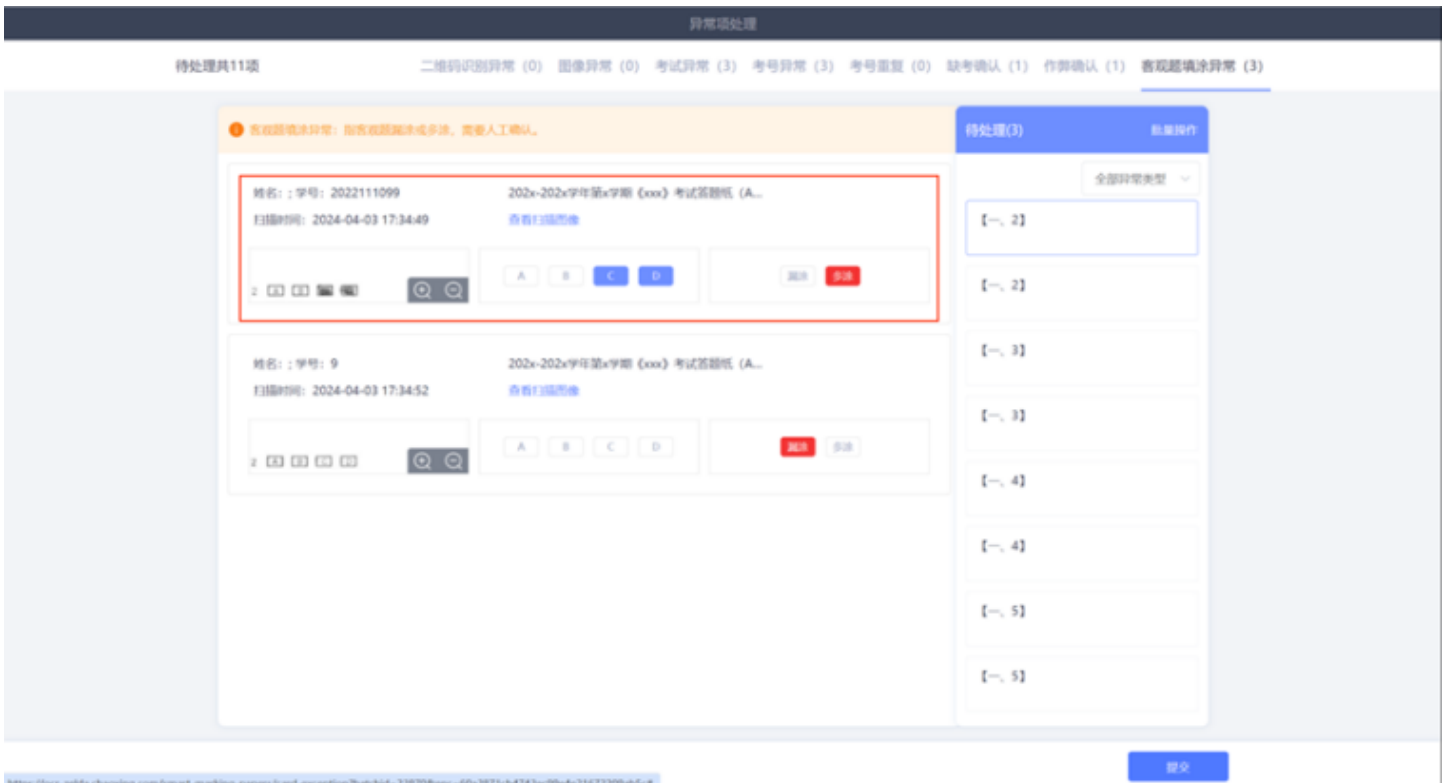 异常项处理
待处理共11项
二维码识别异常 (0) 图像异常 (0) 考试异常 (3) 考号异常 (3) 考号重复 (0) 缺考确认 (1) 作弊确认 (1) 客观题填涂异常 (3)
客观题填涂异常：指客观题漏涂或多涂，需要人工确认。
姓名：; 学号：2022111099
202x-202x学年第x学期《xxx》考试答题纸（A...
扫描时间：2024-04-03 17:34:49
查看扫描图像
2
A B C D
漏涂 多涂
姓名：; 学号：9
202x-202x学年第x学期《xxx》考试答题纸（A...
扫描时间：2024-04-03 17:34:52
查看扫描图像
2 A B C D
A B C D
漏涂 多涂
待处理(3) 批量操作
全部异常类型
【一、2】
【一、2】
【一、3】
【一、3】
【一、4】
【一、4】
【一、5】
【一、5】
提交